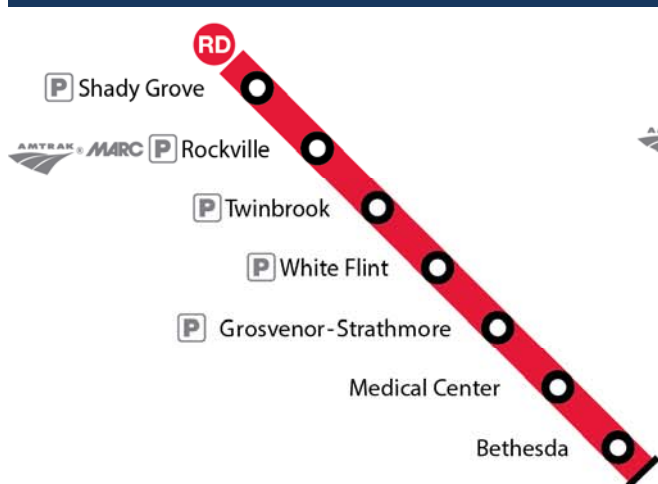 RD
P Shady Grove
AMTRAK® MARC P Rockville
P Twinbrook
P White Flint
P Grosvenor-Strathmore
Medical Center
Bethesda